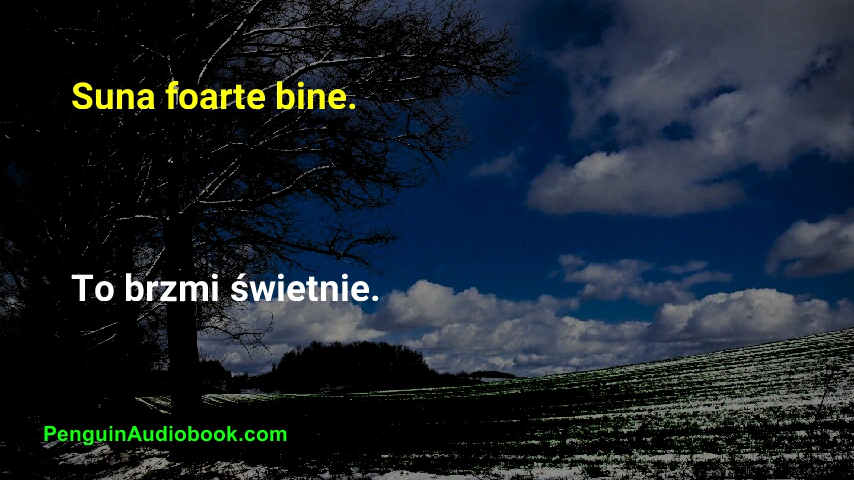 Suna foarte bine.
To brzmi świetnie.
PenguinAudiobook.com